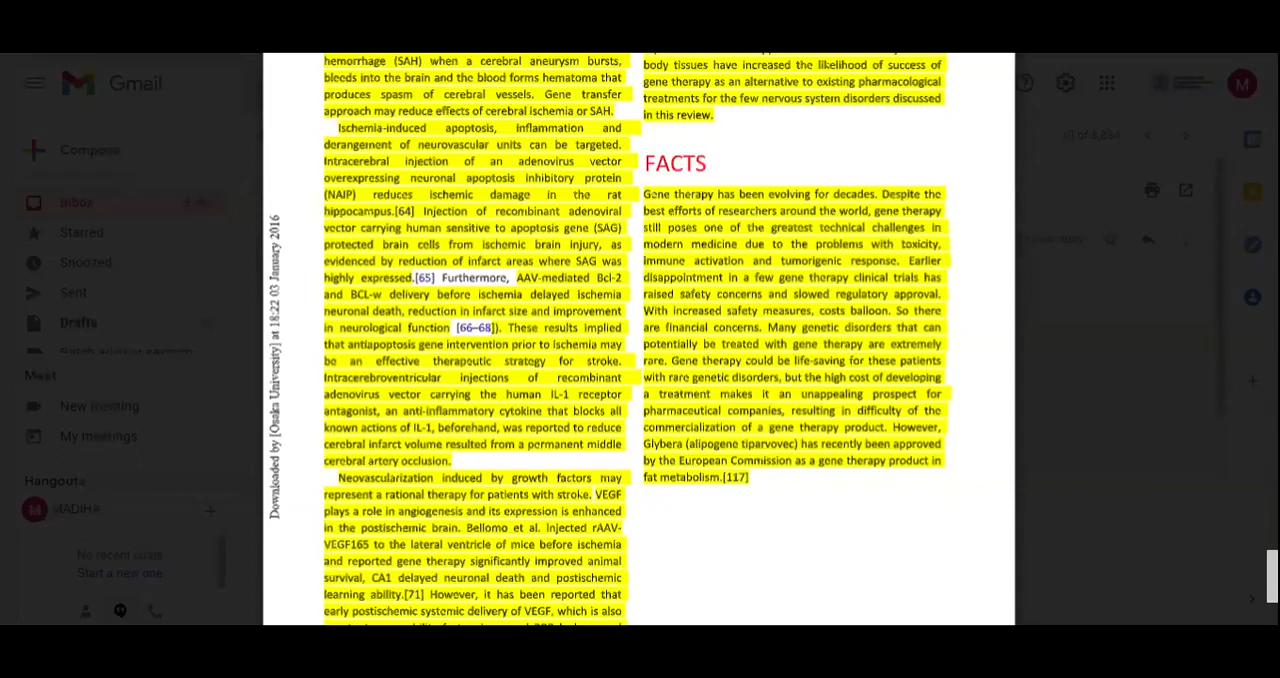 Gmail
Compose
Inbox
Starred
Snoozed
Sent
Drafts
Meet
New meeting
My meetings
Hangouts
M
MADIHA
No recent chats
Start a new one
Downloaded by [Osaka University] at 18:22 03 January 2016
hemorrhage (SAH) when a cerebral aneurysm bursts,
bleeds into the brain and the blood forms hematoma that
produces spasm of cerebral vessels. Gene transfer
approach may reduce effects of cerebral ischemia or SAH.
Ischemia-induced apoptosis, inflammation and
derangement of neurovascular units can be targeted.
Intracerebral injection of an adenovirus vector
overexpressing neuronal apoptosis inhibitory protein
(NAIP) reduces ischemic damage in the rat
hippocampus.[64] Injection of recombinant adenoviral
vector carrying human sensitive to apoptosis gene (SAG)
protected brain cells from ischemic brain injury, as
evidenced by reduction of infarct areas where SAG was
highly expressed.[65] Furthermore, AAV-mediated Bcl-2
and BCL-w delivery before ischemia delayed ischemia
neuronal death, reduction in infarct size and improvement
in neurological function [66–68]). These results implied
that antiapoptosis gene intervention prior to ischemia may
be an effective therapeutic strategy for stroke.
Intracerebroventricular injections of recombinant
adenovirus vector carrying the human IL-1 receptor
antagonist, an anti-inflammatory cytokine that blocks all
known actions of IL-1, beforehand, was reported to reduce
cerebral infarct volume resulted from a permanent middle
cerebral artery occlusion.
Neovascularization induced by growth factors may
represent a rational therapy for patients with stroke. VEGF
plays a role in angiogenesis and its expression is enhanced
in the postischemic brain. Bellomo et al. Injected rAAV-
VEGF165 to the lateral ventricle of mice before ischemia
and reported gene therapy significantly improved animal
survival, CA1 delayed neuronal death and postischemic
learning ability.[71] However, it has been reported that
early postischemic systemic delivery of VEGF, which is also
body tissues have increased the likelihood of success of
gene therapy as an alternative to existing pharmacological
treatments for the few nervous system disorders discussed
in this review.
FACTS
Gene therapy has been evolving for decades. Despite the
best efforts of researchers around the world, gene therapy
still poses one of the greatest technical challenges in
modern medicine due to the problems with toxicity,
immune activation and tumorigenic response. Earlier
disappointment in a few gene therapy clinical trials has
raised safety concerns and slowed regulatory approval.
With increased safety measures, costs balloon. So there
are financial concerns. Many genetic disorders that can
potentially be treated with gene therapy are extremely
rare. Gene therapy could be life-saving for these patients
with rare genetic disorders, but the high cost of developing
a treatment makes it an unappealing prospect for
pharmaceutical companies, resulting in difficulty of the
commercialization of a gene therapy product. However,
Glybera (alipogene tiparvovec) has recently been approved
by the European Commission as a gene therapy product in
fat metabolism.[117]
M